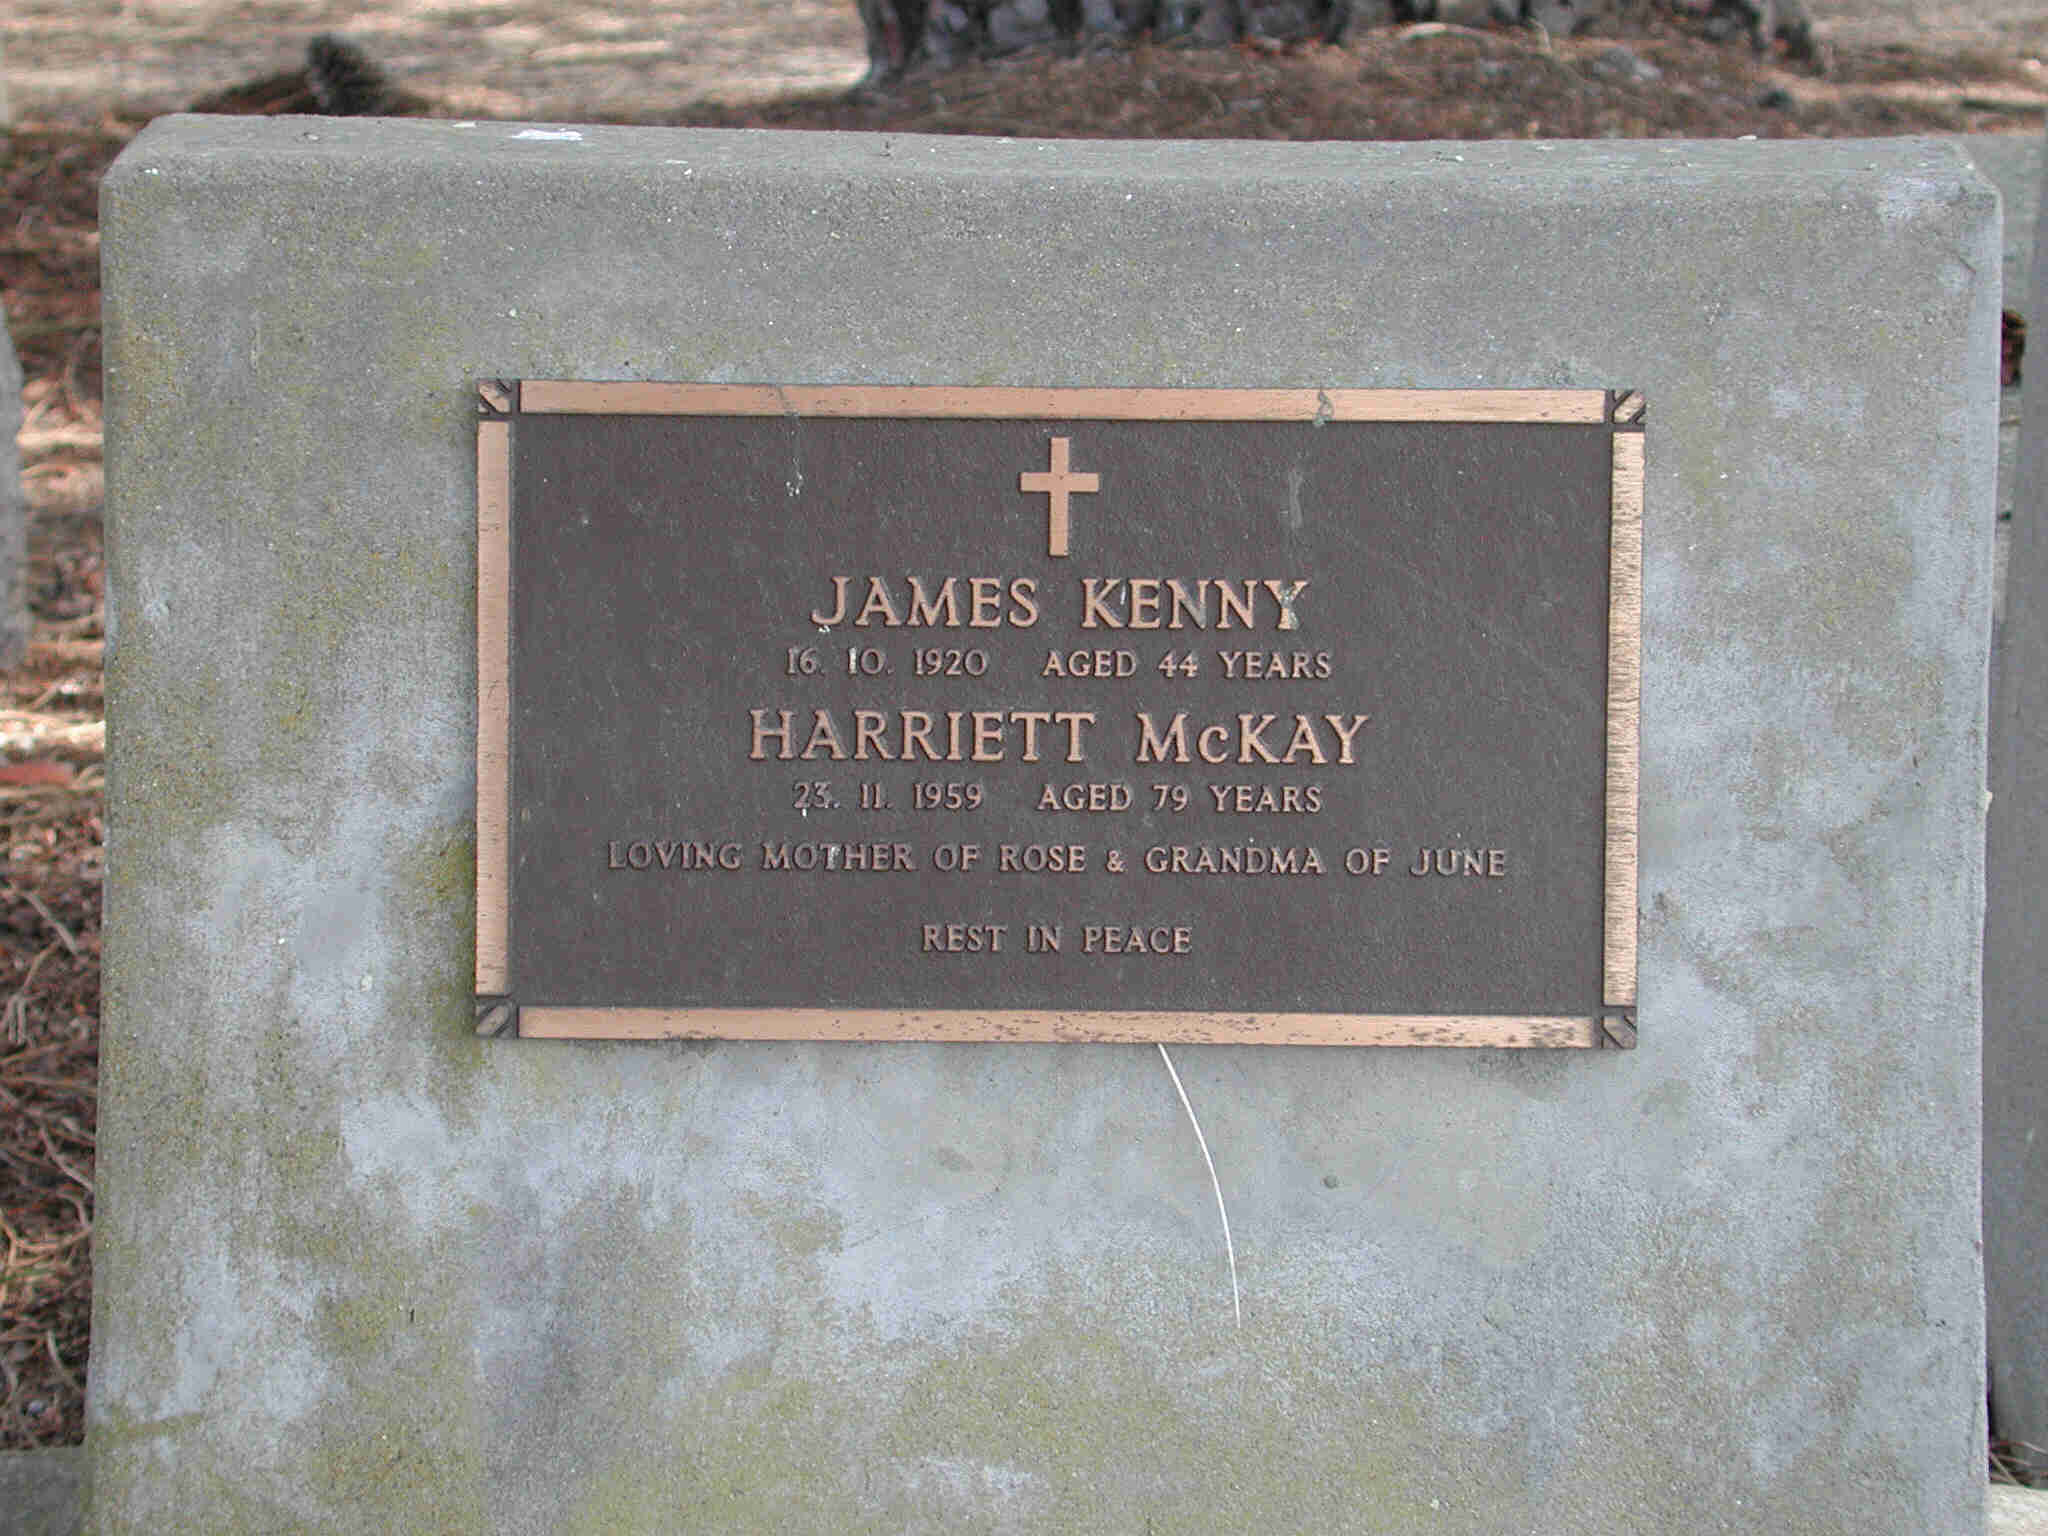 JAMES KENNY
16. 10. 1920 AGED 44 YEARS
HARRIETT McKAY
23. 11. 1959 AGED 79 YEARS
LOVING MOTHER OF ROSE & GRANDMA OF JUNE
REST IN PEACE